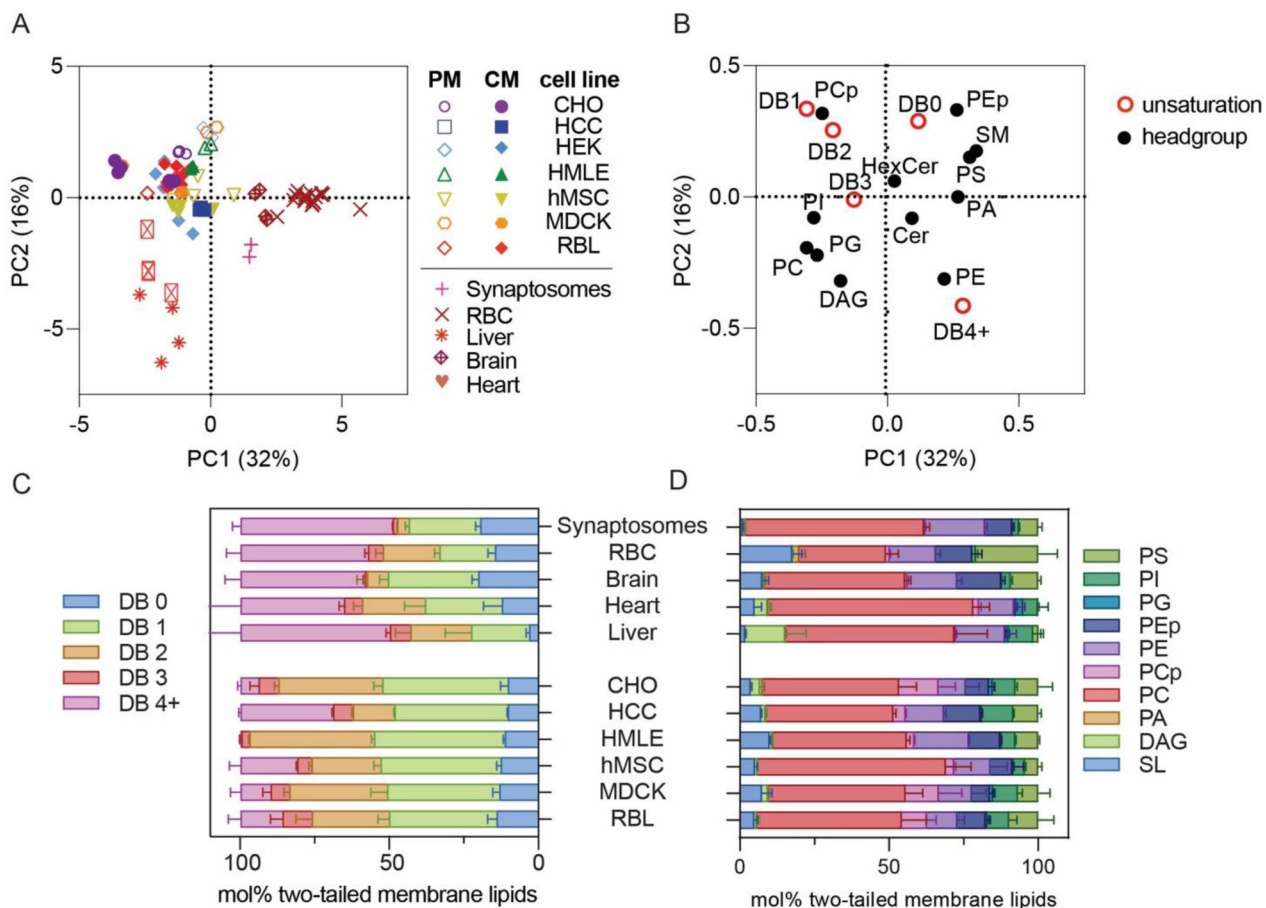 A
5
0
-5
-5
0
5
PC2 (16%)
PC1 (32%)
PM CM cell line
CHO
HCC
HEK
HMLE
hMSC
MDCK
RBL
Synaptosomes
RBC
Liver
Brain
Heart
B
0.5
0.0
-0.5
-0.5
0.0
0.5
PC2 (16%)
PC1 (32%)
DB1
PCp
DB2
DB0
PEp
SM
PS
HexCer
DB3
PI
PA
Cer
PC
PG
DAG
PE
DB4+
unsaturation
headgroup
C
DB 0
DB 1
DB 2
DB 3
DB 4+
100
50
0
mol% two-tailed membrane lipids
Synaptosomes
RBC
Brain
Heart
Liver
CHO
HCC
HMLE
hMSC
MDCK
RBL
D
0
50
100
mol% two-tailed membrane lipids
PS
PI
PG
PEp
PE
PCp
PC
PA
DAG
SL